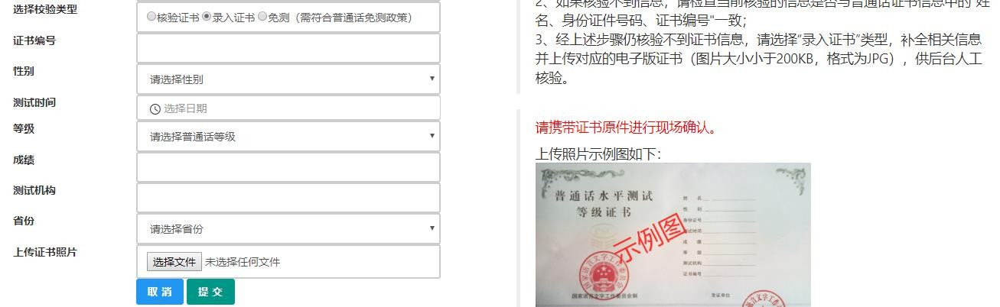 选择校验类型
核验证书 录入证书 免测（需符合普通话免测政策）
证书编号
性别
请选择性别
测试时间
选择日期
等级
请选择普通话等级
成绩
测试机构
省份
请选择省份
上传证书照片
选择文件 未选择任何文件
取 消 提 交
2、如果核验不到信息，请检查当前核验的信息是否与普通话证书信息中的"姓
名、身份证件号码、证书编号"一致；
3、经上述步骤仍核验不到证书信息，请选择“录入证书”类型，补全相关信息
并上传对应的电子版证书（图片大小小于200KB，格式为JPG），供后台人工
核验。
请携带证书原件进行现场确认。
上传照片示例图如下：
普通话水平测试
等级证书
示例图
国家语言文字工作委员会
国家语言文字工作委员会制
姓 名
性 别
身份证号
测试时间
成 绩
等 级
测试机构
证书编号
发证单位